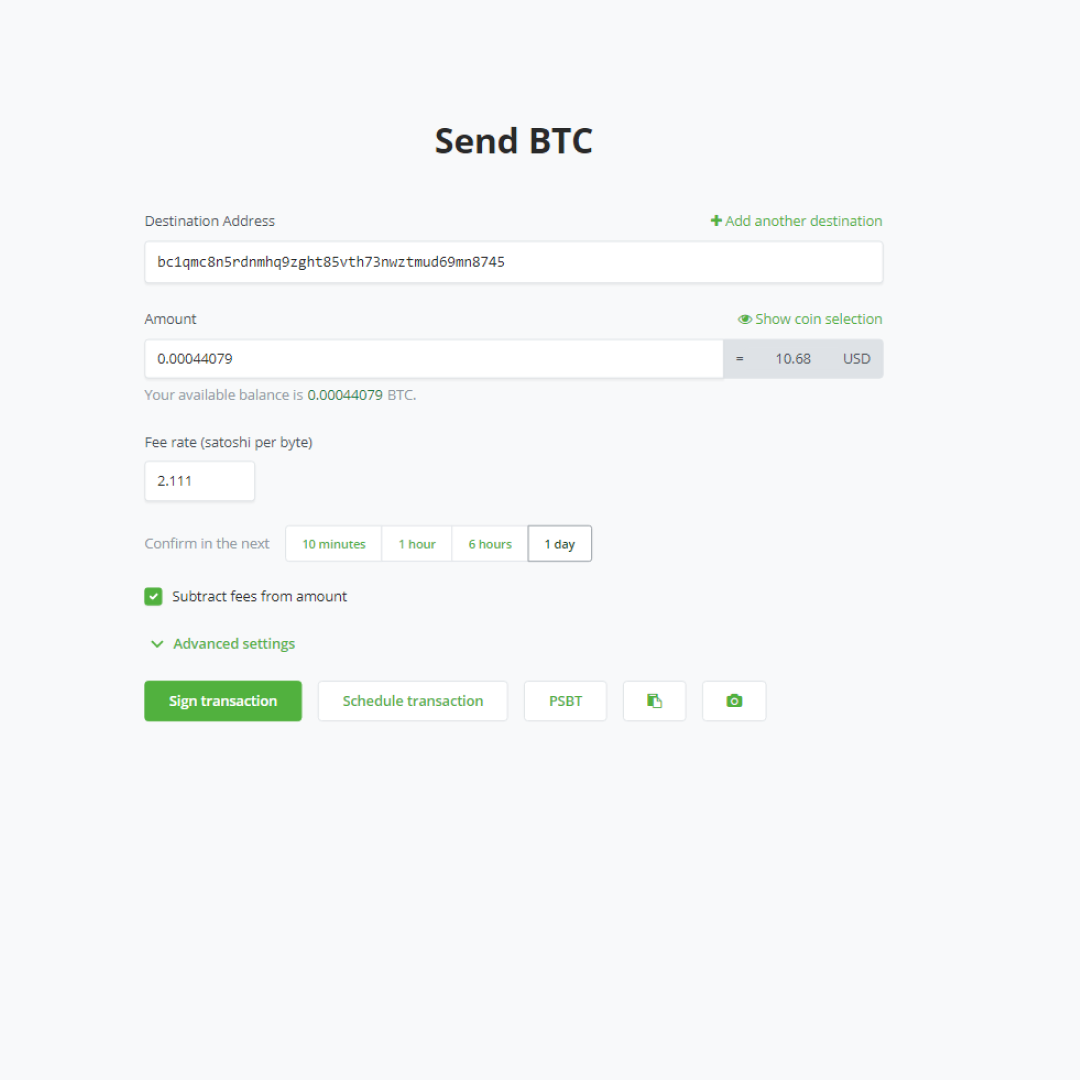 Send BTC
Destination Address
Add another destination
bc1qmc8n5rdnmhq9zght85vth73nwztmud69mn8745
Amount
Show coin selection
0.00044079 = 10.68 USD
Your available balance is 0.00044079 BTC.
Fee rate (satoshi per byte)
2.111
Confirm in the next 10 minutes 1 hour 6 hours 1 day
Subtract fees from amount
Advanced settings
Sign transaction Schedule transaction PSBT